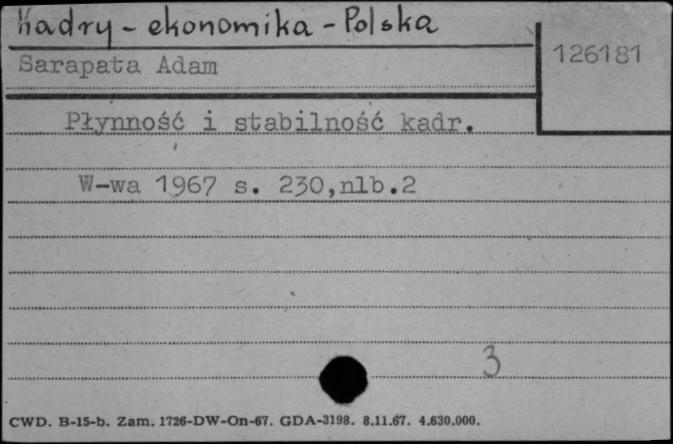 Kadry - ekonomika - Polska
126181
Sarapata Adam
Płynność i stabilność kadr.
W-wa 1967 s. 230,nlb.2
3
CWD. B-15-b. Zam. 1726-DW-On-67. GDA-3198. 8.11.67. 4.630.000.